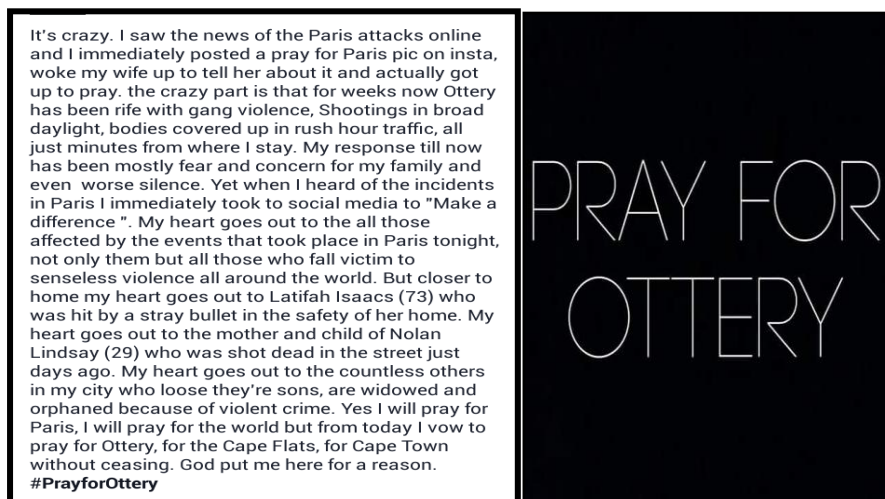 It's crazy. I saw the news of the Paris attacks online
and I immediately posted a pray for Paris pic on insta,
woke my wife up to tell her about it and actually got
up to pray. the crazy part is that for weeks now Ottery
has been rife with gang violence, Shootings in broad
daylight, bodies covered up in rush hour traffic, all
just minutes from where I stay. My response till now
has been mostly fear and concern for my family and
even  worse silence. Yet when I heard of the incidents
in Paris I immediately took to social media to "Make a
difference ". My heart goes out to the all those
affected by the events that took place in Paris tonight,
not only them but all those who fall victim to
senseless violence all around the world. But closer to
home my heart goes out to Latifah Isaacs (73) who
was hit by a stray bullet in the safety of her home. My
heart goes out to the mother and child of Nolan
Lindsay (29) who was shot dead in the street just
days ago. My heart goes out to the countless others
in my city who loose they're sons, are widowed and
orphaned because of violent crime. Yes I will pray for
Paris, I will pray for the world but from today I vow to
pray for Ottery, for the Cape Flats, for Cape Town
without ceasing. God put me here for a reason.
#PrayforOttery
PRAY FOR
OTTERY